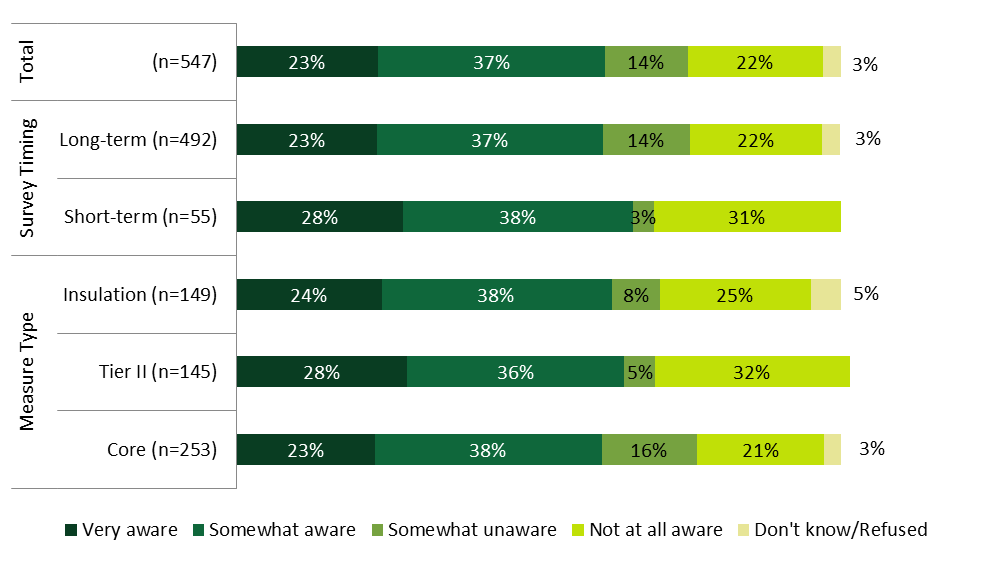 Total
(n=547)
23% 37% 14% 22% 3%
Survey Timing
Long-term (n=492)
23% 37% 14% 22% 3%
Short-term (n=55)
28% 38% 3% 31%
Measure Type
Insulation (n=149)
24% 38% 8% 25% 5%
Tier II (n=145)
28% 36% 5% 32%
Core (n=253)
23% 38% 16% 21% 3%
Very aware Somewhat aware Somewhat unaware Not at all aware Don't know/Refused